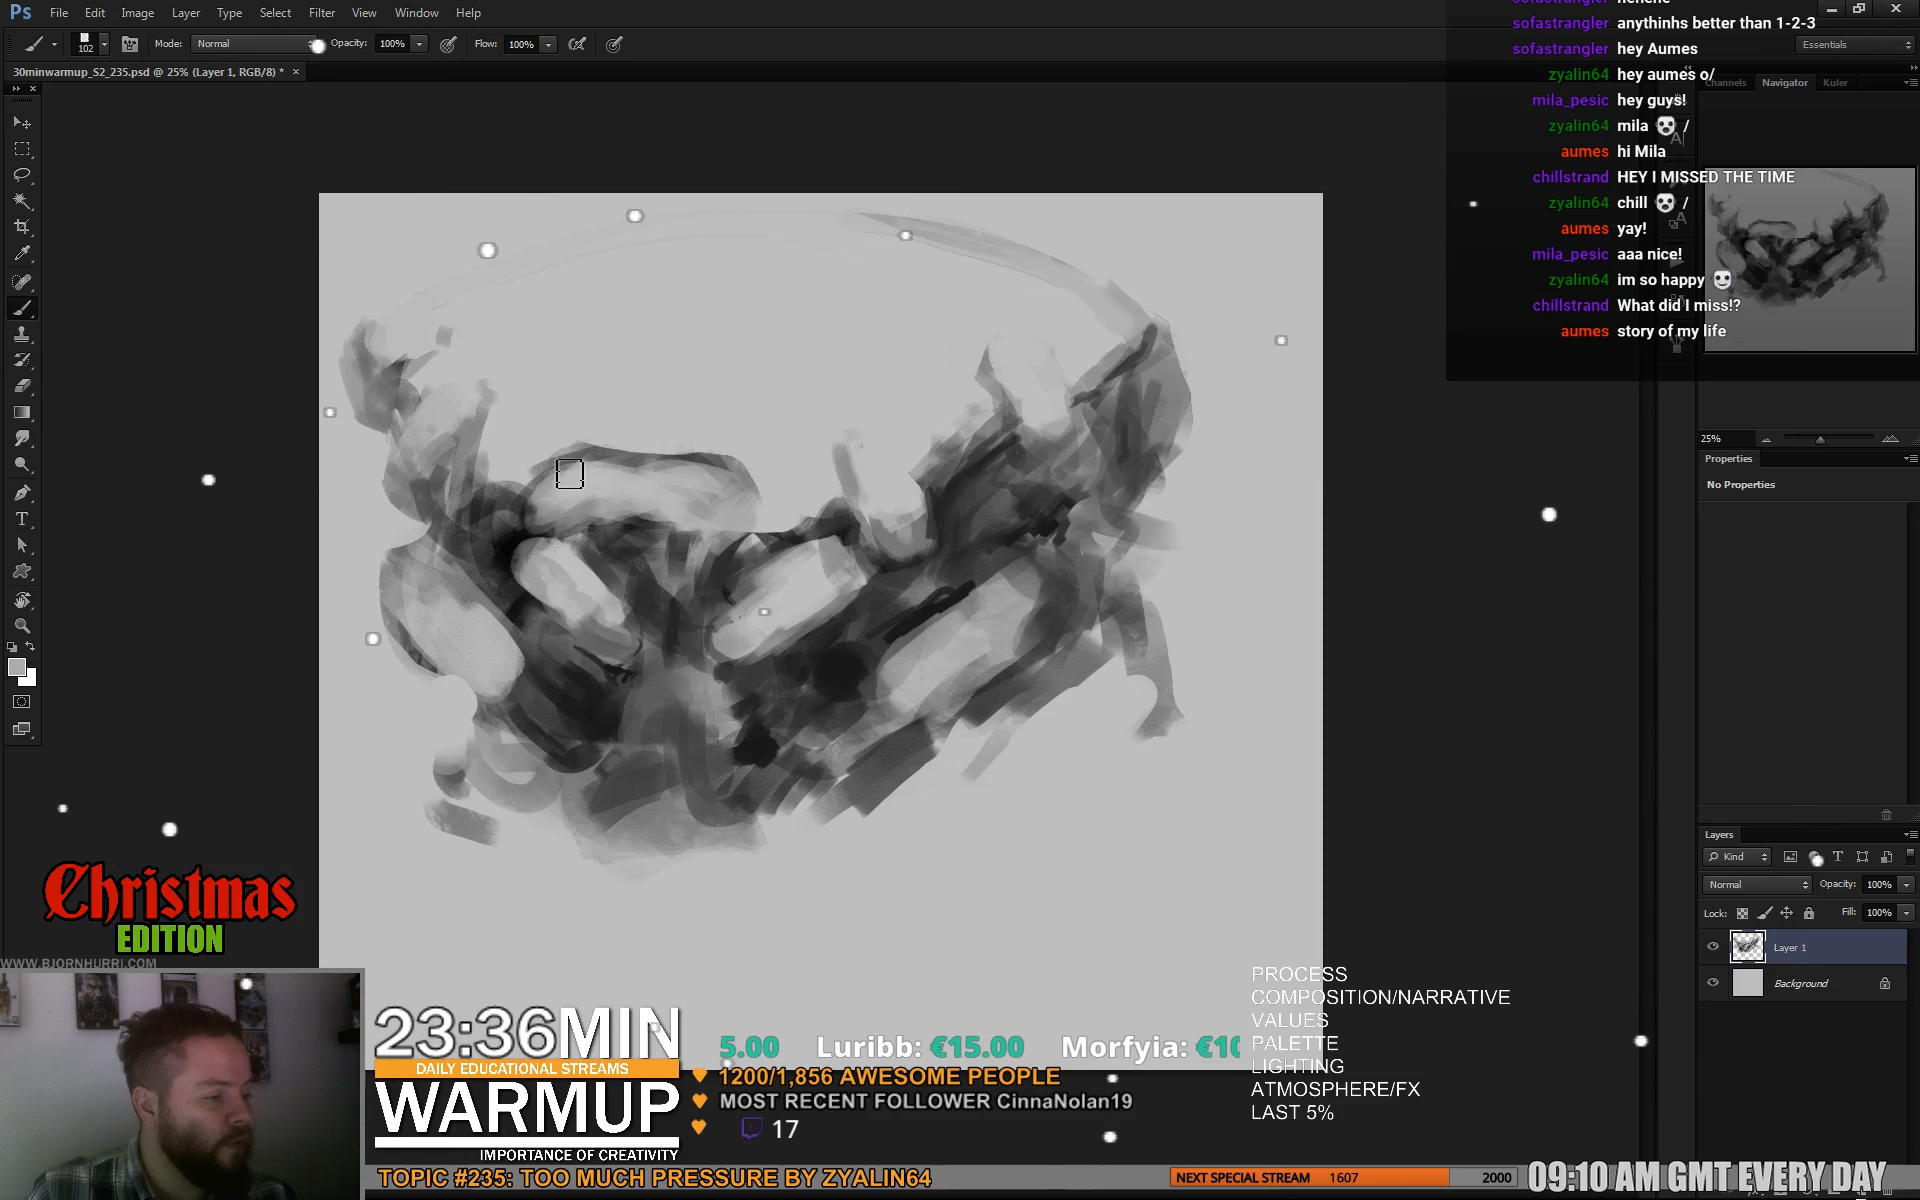 Ps File Edit Image Layer Type Select Filter View Window Help
102 Mode: Normal Opacity: 100% Flow: 100% Essentials
30minwarmup_S2_235.psd @ 25% (Layer 1, RGB/8) * ×
sofastrangler hehehe
sofastrangler anythinhs better than 1-2-3
sofastrangler hey Aumes
zyalin64 hey aumes o/
mila_pesic hey guys!
zyalin64 mila /
aumes hi Mila
chillstrand HEY I MISSED THE TIME
zyalin64 chill /
aumes yay!
mila_pesic aaa nice!
zyalin64 im so happy
chillstrand What did I miss!?
aumes story of my life
Channels Navigator Kuler
25%
Properties
No Properties
Layers
Kind
Normal Opacity: 100%
Lock: Fill: 100%
Layer 1
Background
Christmas
EDITION
WWW.BJORNHURRI.COM
23:36MIN
DAILY EDUCATIONAL STREAMS
WARMUP
IMPORTANCE OF CREATIVITY
5.00 Luribb: €15.00 Morfyia: €10
1200/1,856 AWESOME PEOPLE
MOST RECENT FOLLOWER CinnaNolan19
17
PROCESS
COMPOSITION/NARRATIVE
VALUES
PALETTE
LIGHTING
ATMOSPHERE/FX
LAST 5%
TOPIC #235: TOO MUCH PRESSURE BY ZYALIN64
NEXT SPECIAL STREAM 1607 2000
09:10 AM GMT EVERY DAY